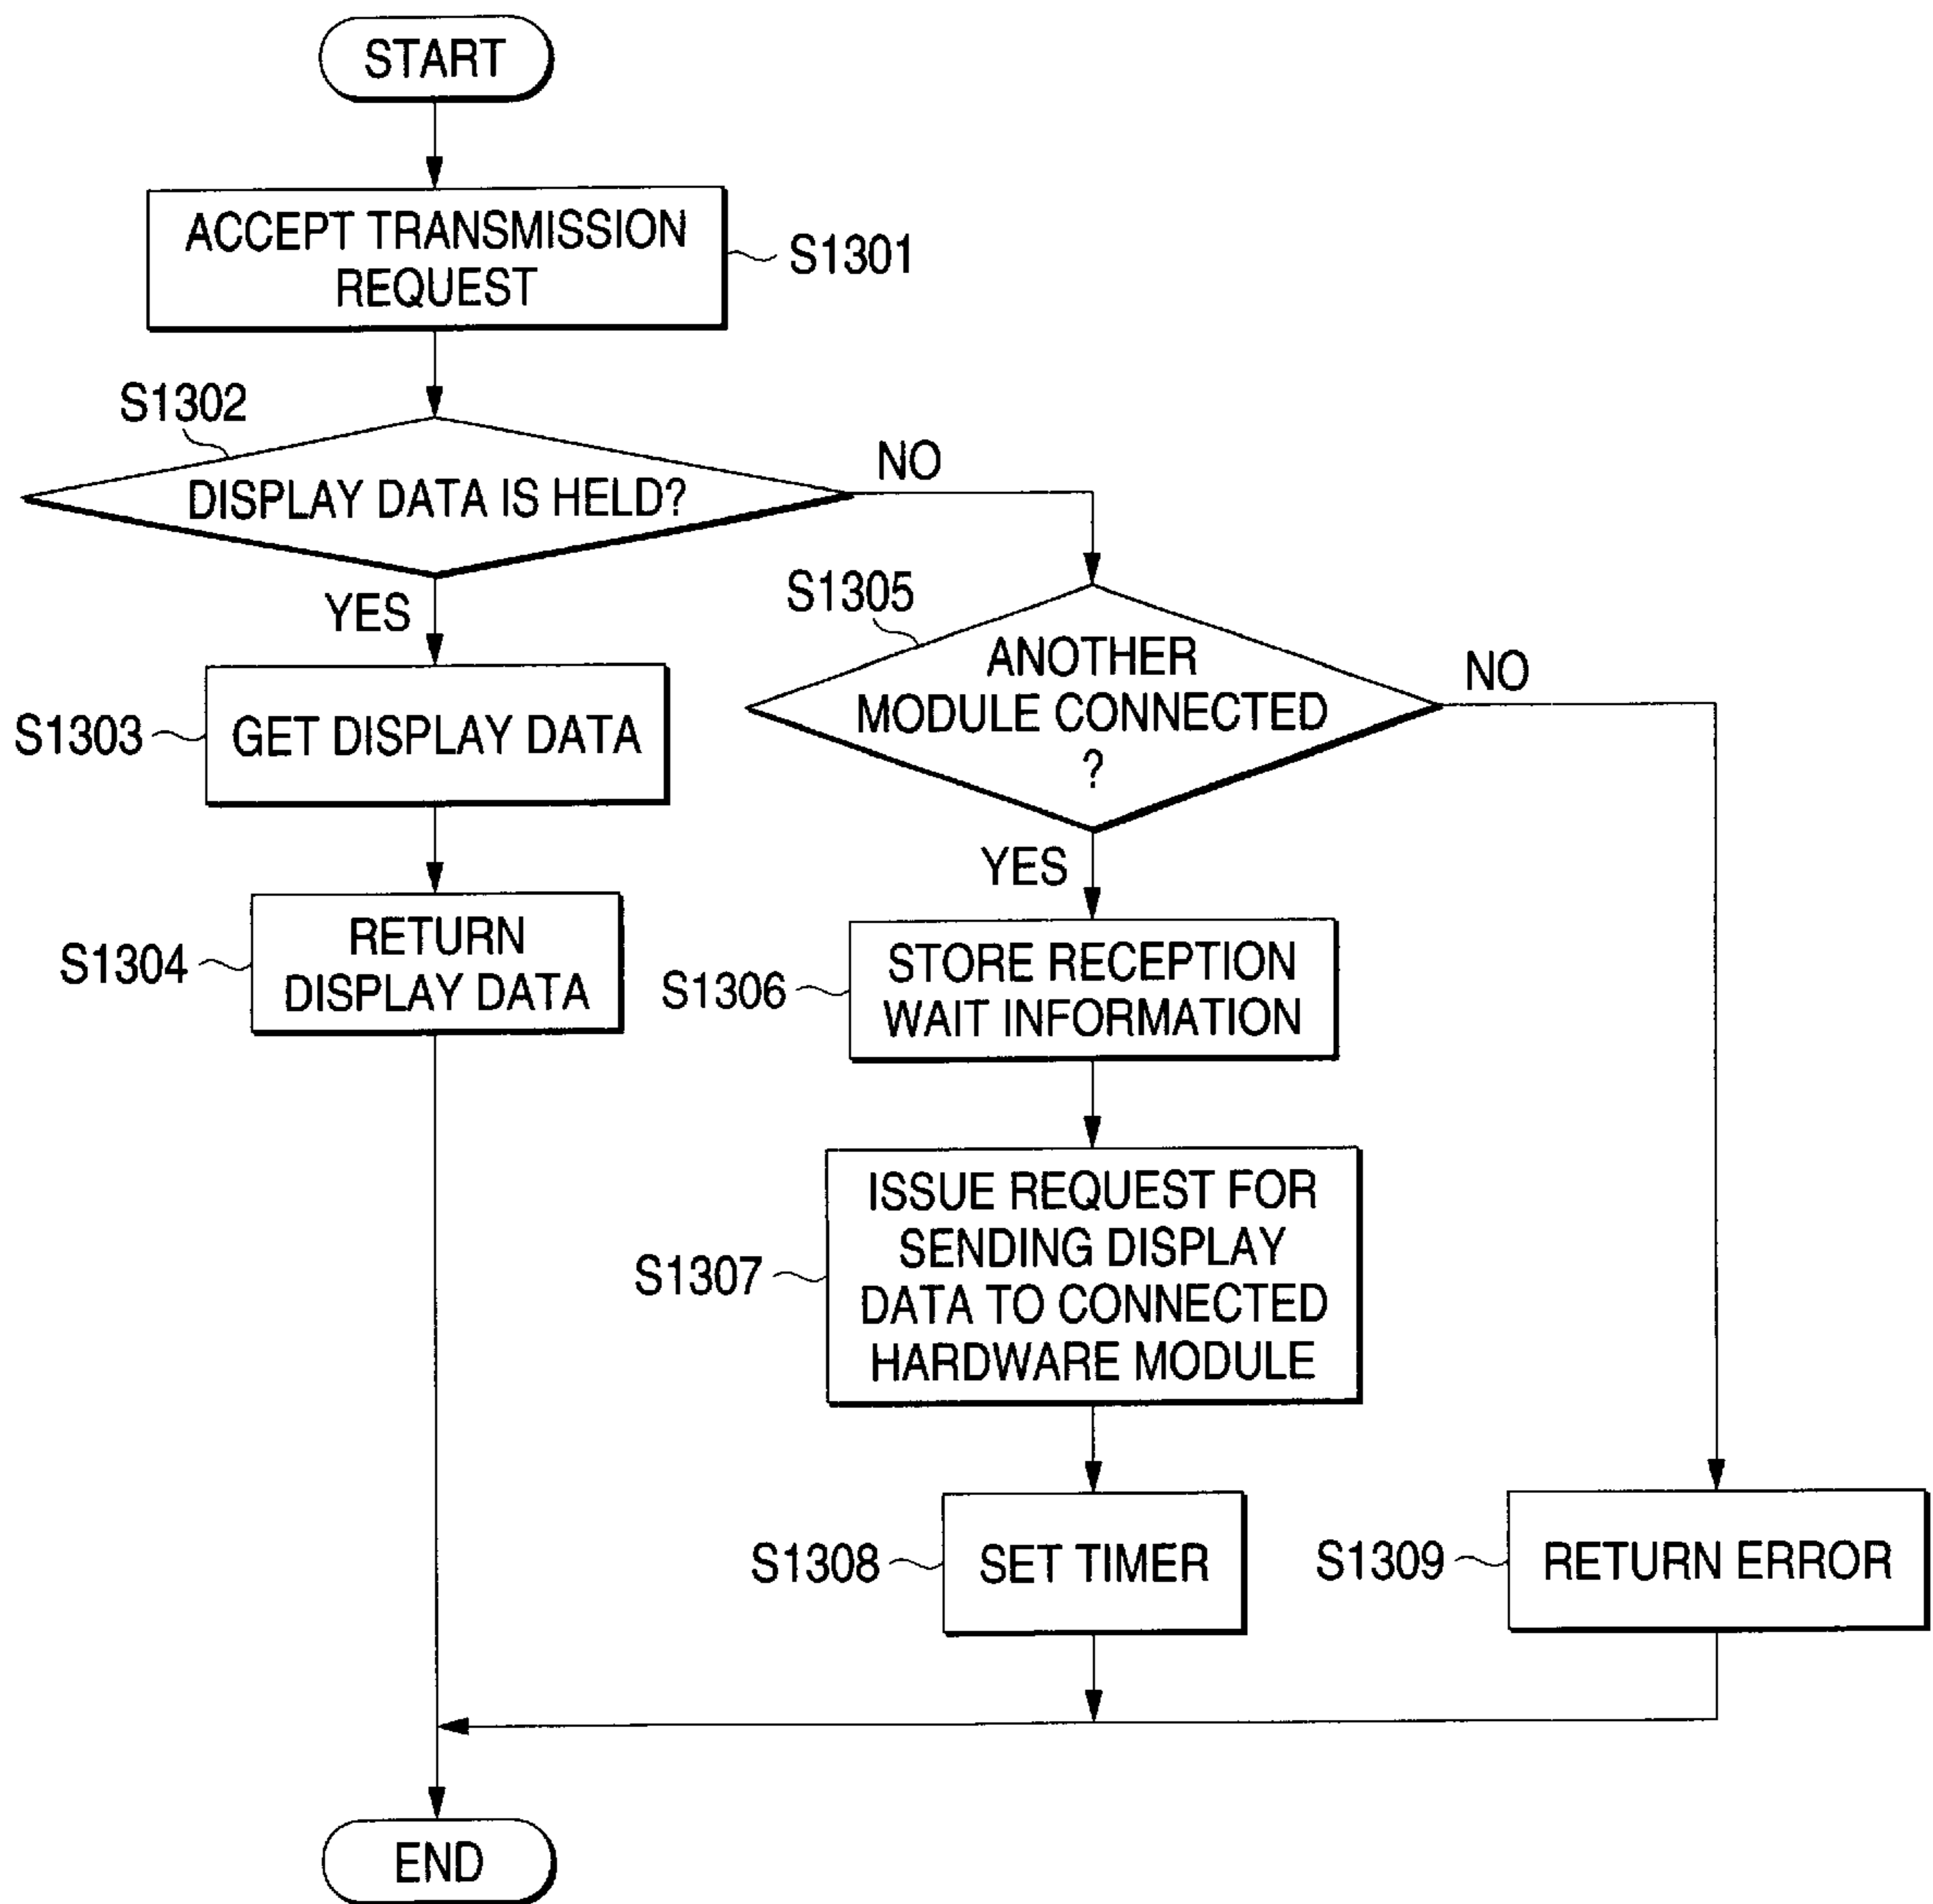 START
ACCEPT TRANSMISSION
REQUEST
S1301
S1302
DISPLAY DATA IS HELD?
NO
YES
S1303
GET DISPLAY DATA
S1304
RETURN
DISPLAY DATA
S1305
ANOTHER
MODULE CONNECTED
?
NO
YES
S1306
STORE RECEPTION
WAIT INFORMATION
S1307
ISSUE REQUEST FOR
SENDING DISPLAY
DATA TO CONNECTED
HARDWARE MODULE
S1308
SET TIMER
S1309
RETURN ERROR
END